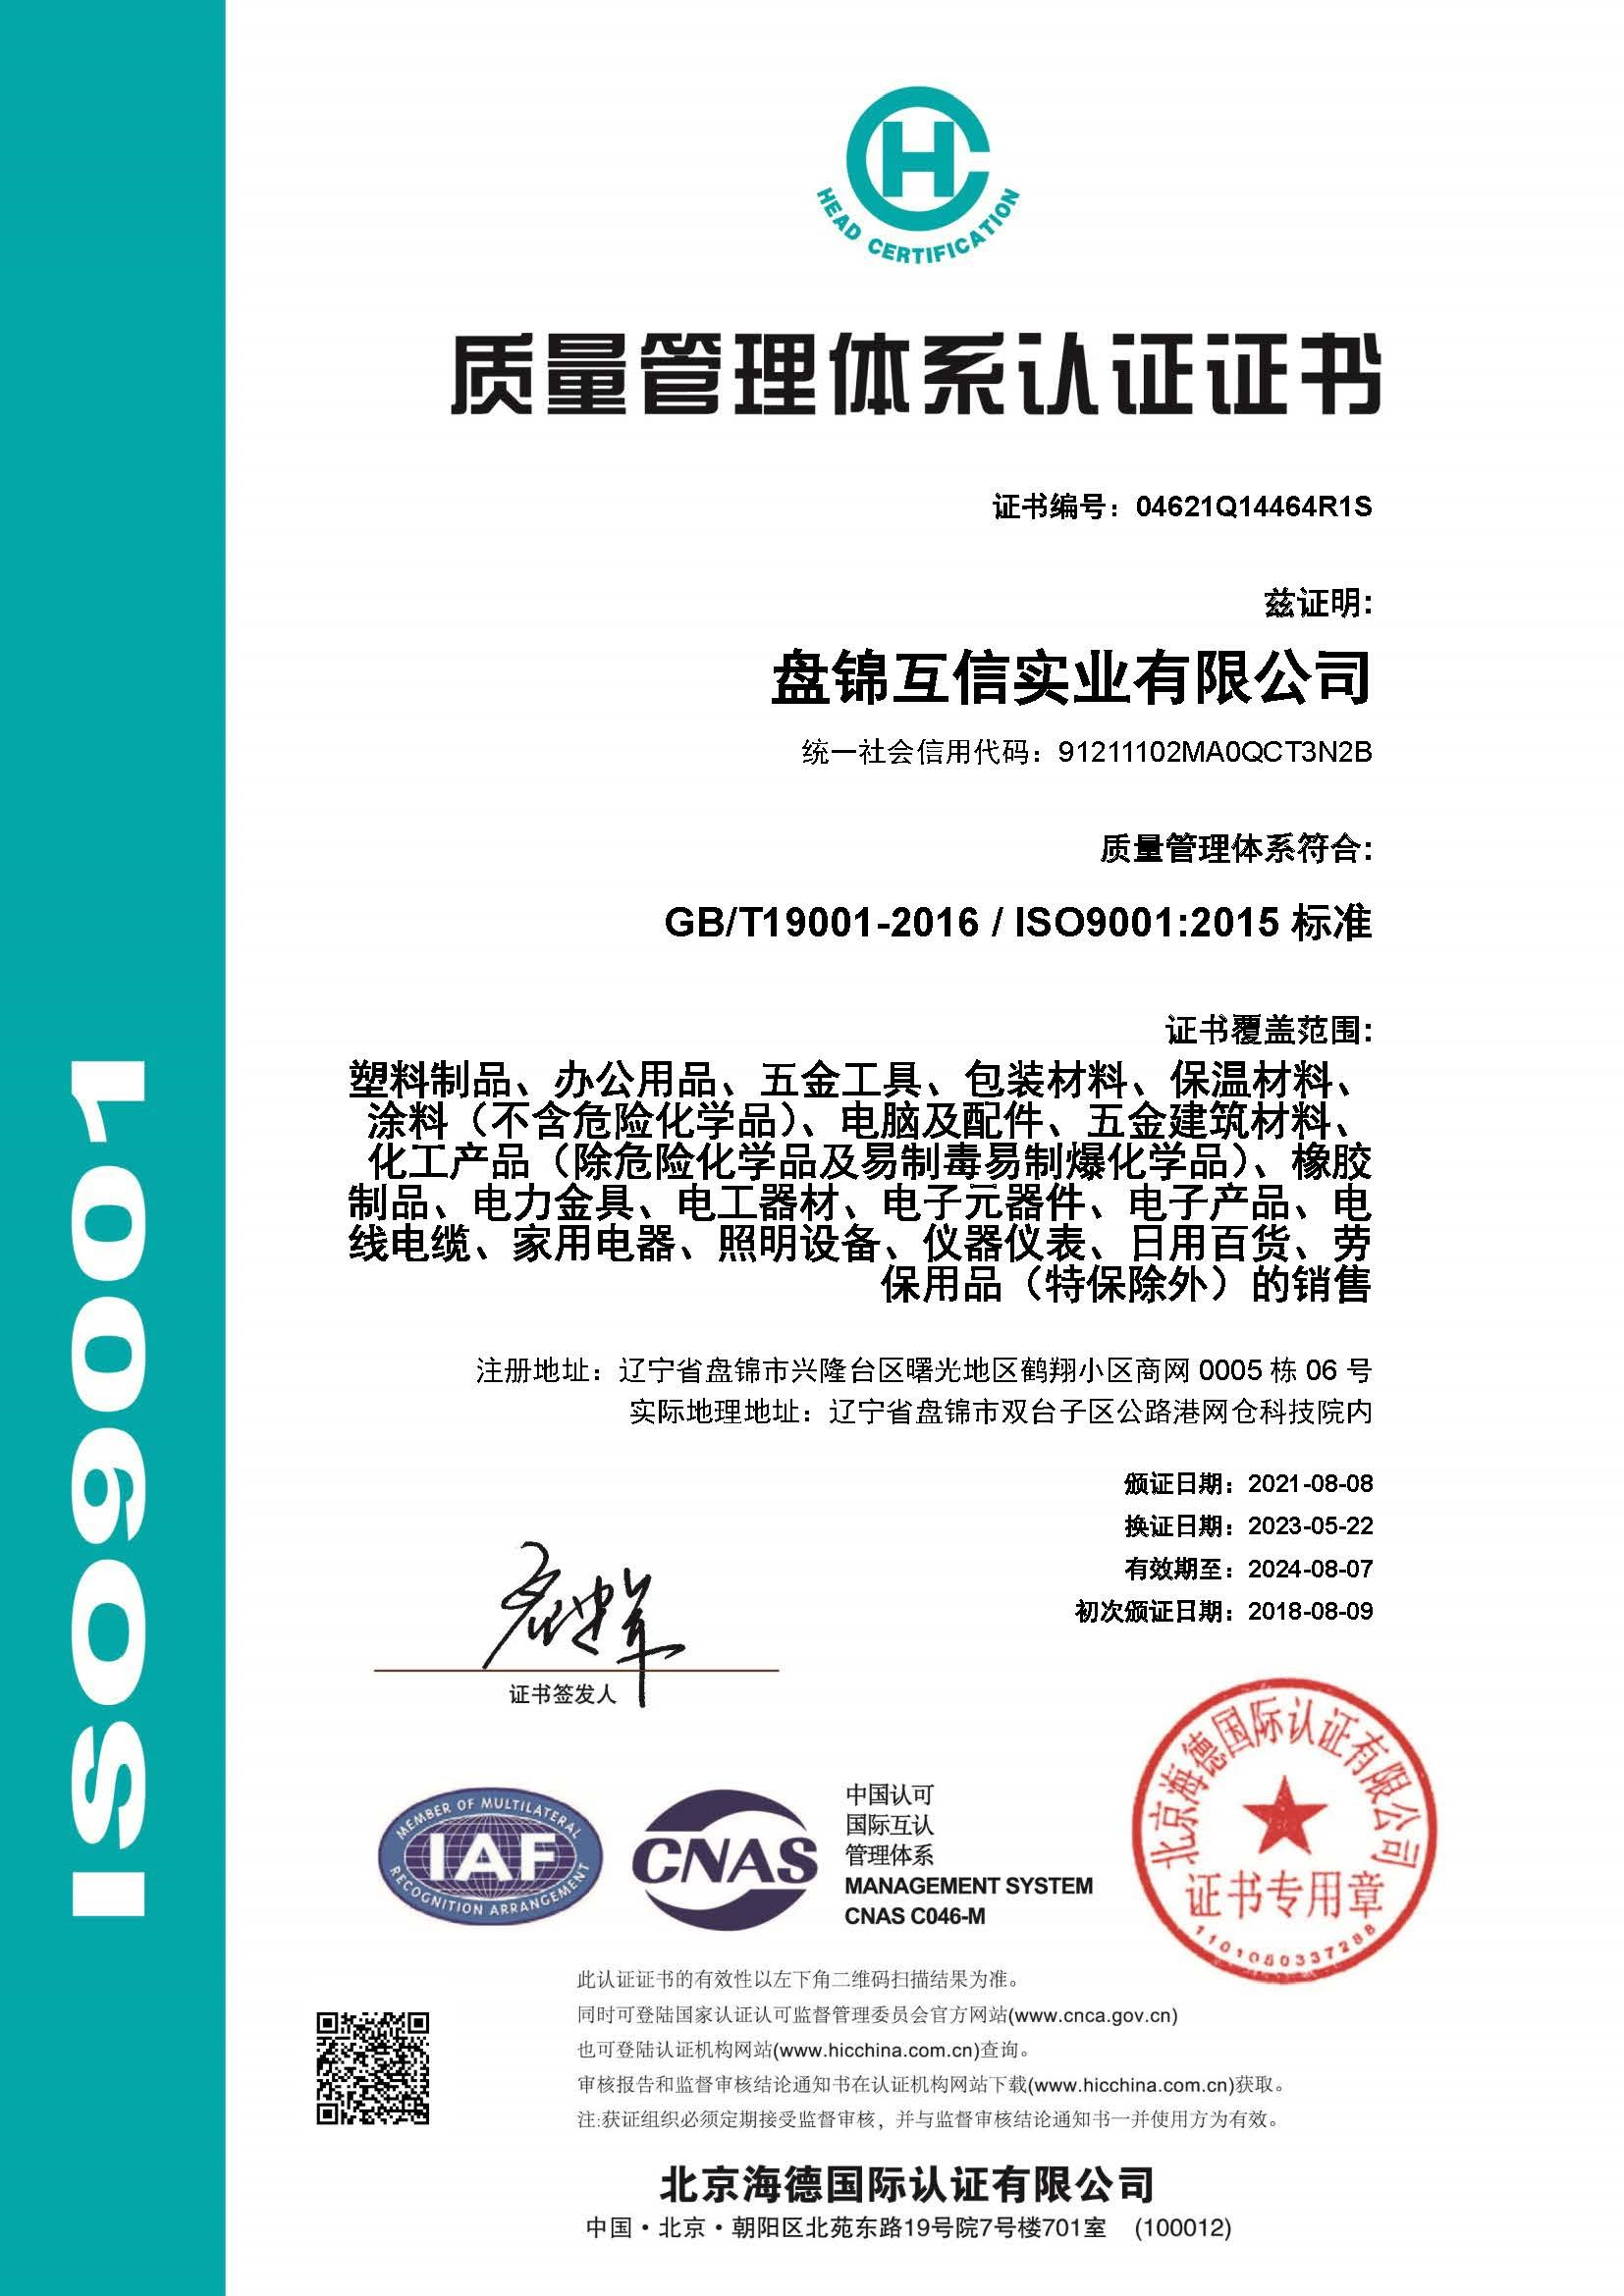 HC
HEAD CERTIFICATION
质量管理体系认证证书
证书编号：04621Q14464R1S
兹证明:
盘锦互信实业有限公司
统一社会信用代码：91211102MA0QCT3N2B
质量管理体系符合:
GB/T19001-2016 / ISO9001:2015 标准
证书覆盖范围:
塑料制品、办公用品、五金工具、包装材料、保温材料、
涂料（不含危险化学品）、电脑及配件、五金建筑材料、
化工产品（除危险化学品及易制毒易制爆化学品）、橡胶
制品、电力金具、电工器材、电子元器件、电子产品、电
线电缆、家用电器、照明设备、仪器仪表、日用百货、劳
保用品（特保除外）的销售
注册地址：辽宁省盘锦市兴隆台区曙光地区鹤翔小区商网 0005 栋 06 号
实际地理地址：辽宁省盘锦市双台子区公路港网仓科技院内
颁证日期：2021-08-08
换证日期：2023-05-22
有效期至：2024-08-07
初次颁证日期：2018-08-09
证书签发人
ISO9001
MEMBER OF MULTILATERAL
IAF
RECOGNITION ARRANGEMENT
CNAS
中国认可
国际互认
管理体系
MANAGEMENT SYSTEM
CNAS C046-M
北京海德国际认证有限公司
证书专用章
1101050337288
此认证证书的有效性以左下角二维码扫描结果为准。
同时可登陆国家认证认可监督管理委员会官方网站(www.cnca.gov.cn)
也可登陆认证机构网站(www.hicchina.com.cn)查询。
审核报告和监督审核结论通知书在认证机构网站下载(www.hicchina.com.cn)获取。
注:获证组织必须定期接受监督审核，并与监督审核结论通知书一并使用方为有效。
北京海德国际认证有限公司
中国·北京·朝阳区北苑东路19号院7号楼701室 (100012)